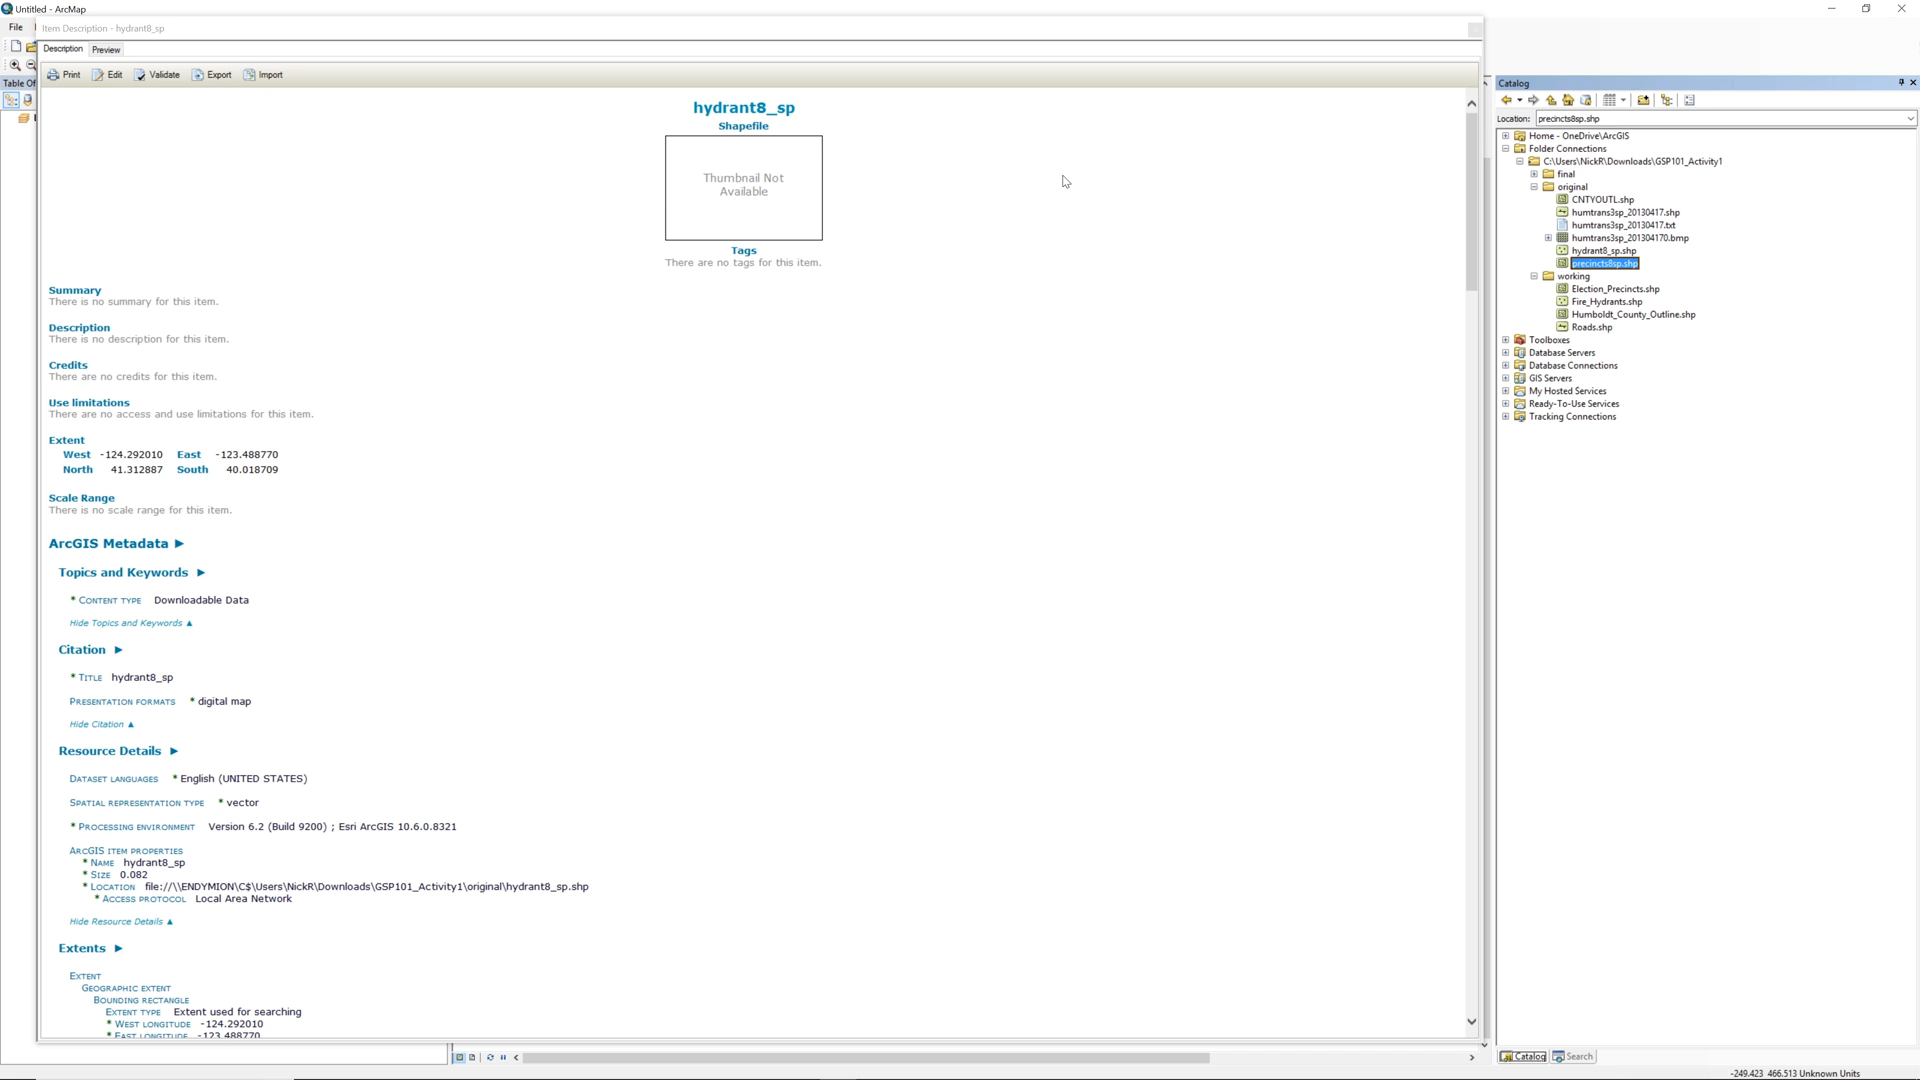 Untitled - ArcMap
File
Item Description - hydrant8_sp
Description Preview
Print Edit Validate Export Import
Table Of
hydrant8_sp
Shapefile
Thumbnail Not
Available
Tags
There are no tags for this item.
Summary
There is no summary for this item.
Description
There is no description for this item.
Credits
There are no credits for this item.
Use limitations
There are no access and use limitations for this item.
Extent
West -124.292010 East -123.488770
North 41.312887 South 40.018709
Scale Range
There is no scale range for this item.
ArcGIS Metadata ►
Topics and Keywords ►
* CONTENT TYPE Downloadable Data
Hide Topics and Keywords ▲
Citation ►
* TITLE hydrant8_sp
PRESENTATION FORMATS * digital map
Hide Citation ▲
Resource Details ►
DATASET LANGUAGES * English (UNITED STATES)
SPATIAL REPRESENTATION TYPE * vector
* PROCESSING ENVIRONMENT Version 6.2 (Build 9200) ; Esri ArcGIS 10.6.0.8321
ARCGIS ITEM PROPERTIES
* NAME hydrant8_sp
* SIZE 0.082
* LOCATION file://\\ENDYMION\C$\Users\NickR\Downloads\GSP101_Activity1\original\hydrant8_sp.shp
* ACCESS PROTOCOL Local Area Network
Hide Resource Details ▲
Extents ►
EXTENT
GEOGRAPHIC EXTENT
BOUNDING RECTANGLE
EXTENT TYPE Extent used for searching
* WEST LONGITUDE -124.292010
* EAST LONGITUDE -123.488770
Catalog
Location: precincts8sp.shp
Home - OneDrive\ArcGIS
Folder Connections
C:\Users\NickR\Downloads\GSP101_Activity1
final
original
CNTYOUTL.shp
humtrans3sp_20130417.shp
humtrans3sp_20130417.txt
humtrans3sp_201304170.bmp
hydrant8_sp.shp
precincts8sp.shp
working
Election_Precincts.shp
Fire_Hydrants.shp
Humboldt_County_Outline.shp
Roads.shp
Toolboxes
Database Servers
Database Connections
GIS Servers
My Hosted Services
Ready-To-Use Services
Tracking Connections
Catalog Search
-249.423 466.513 Unknown Units